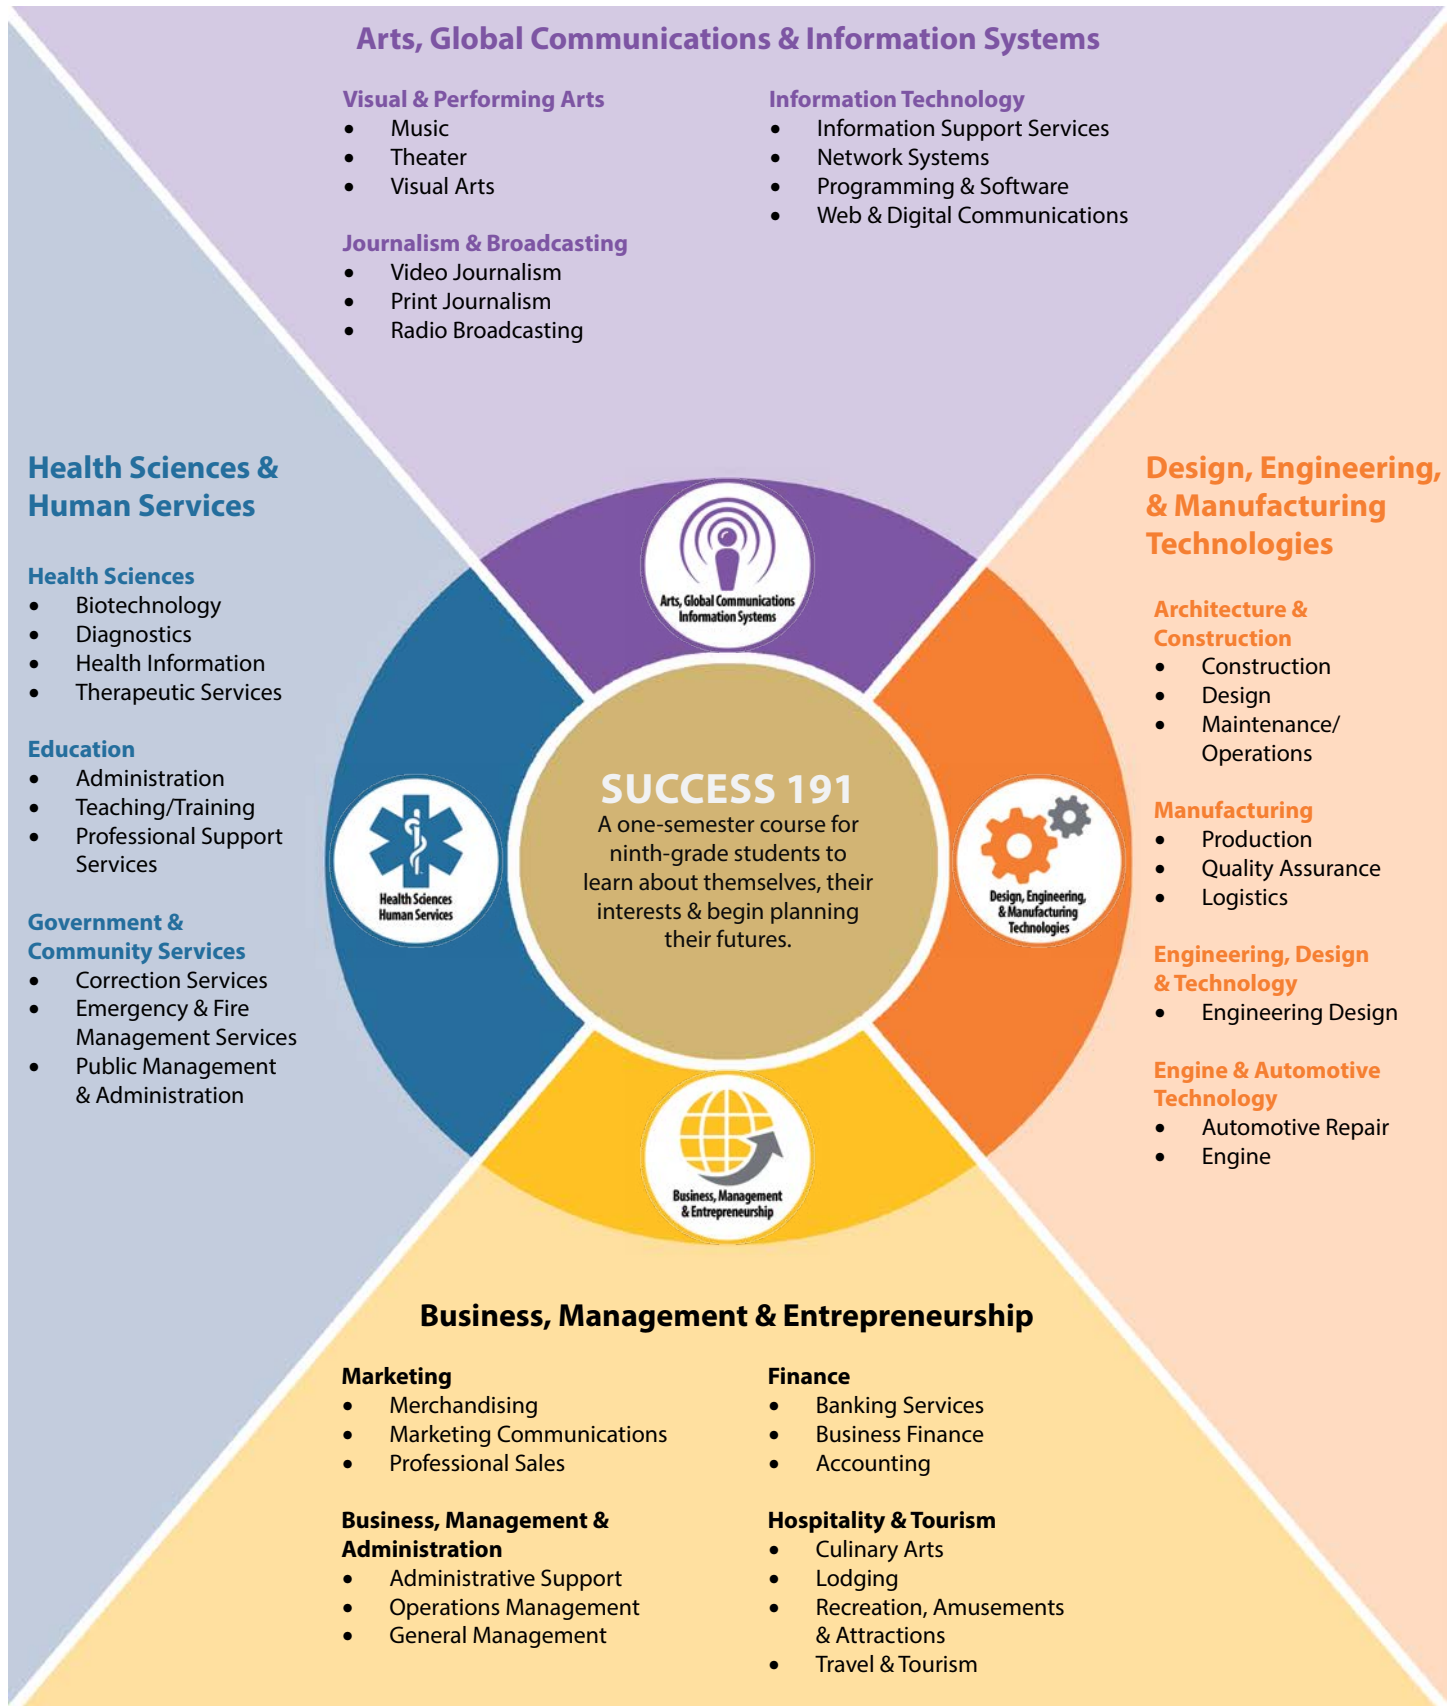 Arts, Global Communications & Information Systems
Visual & Performing Arts
• Music
• Theater
• Visual Arts
Journalism & Broadcasting
• Video Journalism
• Print Journalism
• Radio Broadcasting
Information Technology
• Information Support Services
• Network Systems
• Programming & Software
• Web & Digital Communications
Health Sciences &
Human Services
Health Sciences
• Biotechnology
• Diagnostics
• Health Information
• Therapeutic Services
Education
• Administration
• Teaching/Training
• Professional Support
Services
Government &
Community Services
• Correction Services
• Emergency & Fire
Management Services
• Public Management
& Administration
Arts, Global Communications
Information Systems
Health Sciences
Human Services
SUCCESS 191
A one-semester course for
ninth-grade students to
learn about themselves, their
interests & begin planning
their futures.
Design, Engineering,
& Manufacturing
Technologies
Business, Management
& Entrepreneurship
Design, Engineering,
& Manufacturing
Technologies
Architecture &
Construction
• Construction
• Design
• Maintenance/
Operations
Manufacturing
• Production
• Quality Assurance
• Logistics
Engineering, Design
& Technology
• Engineering Design
Engine & Automotive
Technology
• Automotive Repair
• Engine
Business, Management & Entrepreneurship
Marketing
• Merchandising
• Marketing Communications
• Professional Sales
Business, Management &
Administration
• Administrative Support
• Operations Management
• General Management
Finance
• Banking Services
• Business Finance
• Accounting
Hospitality & Tourism
• Culinary Arts
• Lodging
• Recreation, Amusements
& Attractions
• Travel & Tourism